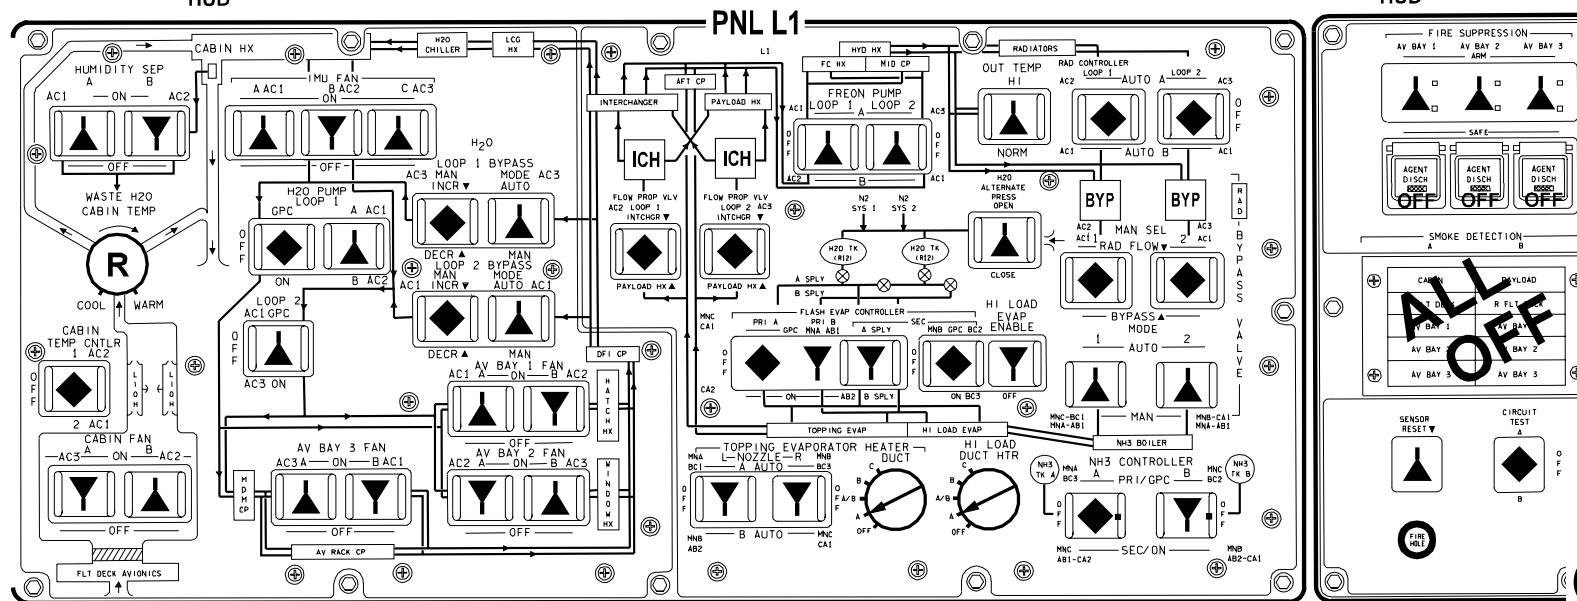 PNL L1
CABIN HX
H2O
CHILLER
LCG
HX
HUMIDITY SEP
A B
AC1 ON AC2
OFF
WASTE H2O
CABIN TEMP
R
COOL WARM
IMU FAN
A AC1 B AC2 C AC3
ON
OFF
H2O
LOOP 1 BYPASS
AC3 MAN MODE AC3
INCR▼ AUTO
DECR▲ MAN
LOOP 2 BYPASS
MAN MODE
AC1 INCR▼ AUTO AC1
DECR▲ MAN
H2O PUMP
LOOP 1
GPC A AC1
OFF
ON B AC2
LOOP 2
AC1 GPC
OFF
AC3 ON
CABIN
TEMP CNTLR
1 AC2
OFF
2 AC1
LIOH
LIOH
CABIN FAN
A B
AC3 ON AC2
OFF
FLT DECK AVIONICS
AV BAY 1 FAN
AC1 A ON B AC2
OFF
AV BAY 2 FAN
AC2 A ON B AC3
OFF
AV BAY 3 FAN
AC3 A ON B AC1
OFF
MDM CP
AV RACK CP
DFI CP
HATCH HX
WINDOW HX
L1
AFT CP
INTERCHANGER
PAYLOAD HX
ICH
ICH
FLOW PROP VLV
AC2 LOOP 1
INTCHGR▼
PAYLOAD HX▲
FLOW PROP VLV
LOOP 2 AC3
INTCHGR▼
PAYLOAD HX▲
HYD HX
FC HX MID CP
FREON PUMP
AC1 LOOP 1 LOOP 2 AC3
A
OFF OFF
AC2 B AC1
RADIATORS
OUT TEMP
HI
NORM
RAD CONTROLLER
LOOP 1 LOOP 2
AC2 AUTO A AC3
OFF
AC1 AUTO B AC1
BYP
BYP
RAD BYPASS VALVE
N2
SYS 1
N2
SYS 2
H2O
ALTERNATE
PRESS
OPEN
CLOSE
H2O TK
H2O TK
A SPLY
B SPLY
AC2 MAN SEL AC3
AC1 1 2 AC1
RAD FLOW▼
BYPASS▲
MODE
1 AUTO 2
MAN
MNC-BC1
MNA-AB1
MNB-CA1
MNA-AB1
MNC
CA1
FLASH EVAP CONTROLLER
PRI A PRI B SEC
GPC MNA AB1 A SPLY MNB GPC BC2
OFF OFF
ON AB2 B SPLY ON BC3
CA2
HI LOAD
EVAP
ENABLE
OFF
TOPPING EVAP HI LOAD EVAP
NH3 BOILER
TOPPING EVAPORATOR HEATER
L-NOZZLE-R DUCT
MNA
BC1
MNB
BC3
A AUTO
OFF OFF
B AUTO
MNB
AB2
MNC
CA1
C
B
A/B
A
OFF
HI LOAD
DUCT HTR
C
B
A/B
A
OFF
NH3
TK A
NH3
TK B
NH3 CONTROLLER
MNA
BC3
A B
PRI/GPC
MNC
BC2
OFF OFF
MNC
AB1-CA2
SEC/ON
MNB
AB2-CA1
FIRE SUPPRESSION
AV BAY 1 AV BAY 2 AV BAY 3
ARM
SAFE
AGENT
DISCH
OFF
AGENT
DISCH
OFF
AGENT
DISCH
OFF
SMOKE DETECTION
A B
PAYLOAD
AV BAY 2 AV BAY 2
AV BAY 3 AV BAY 3
ALL
OFF
SENSOR
RESET▼
CIRCUIT
TEST
A
OFF
B
FIRE
HOLE